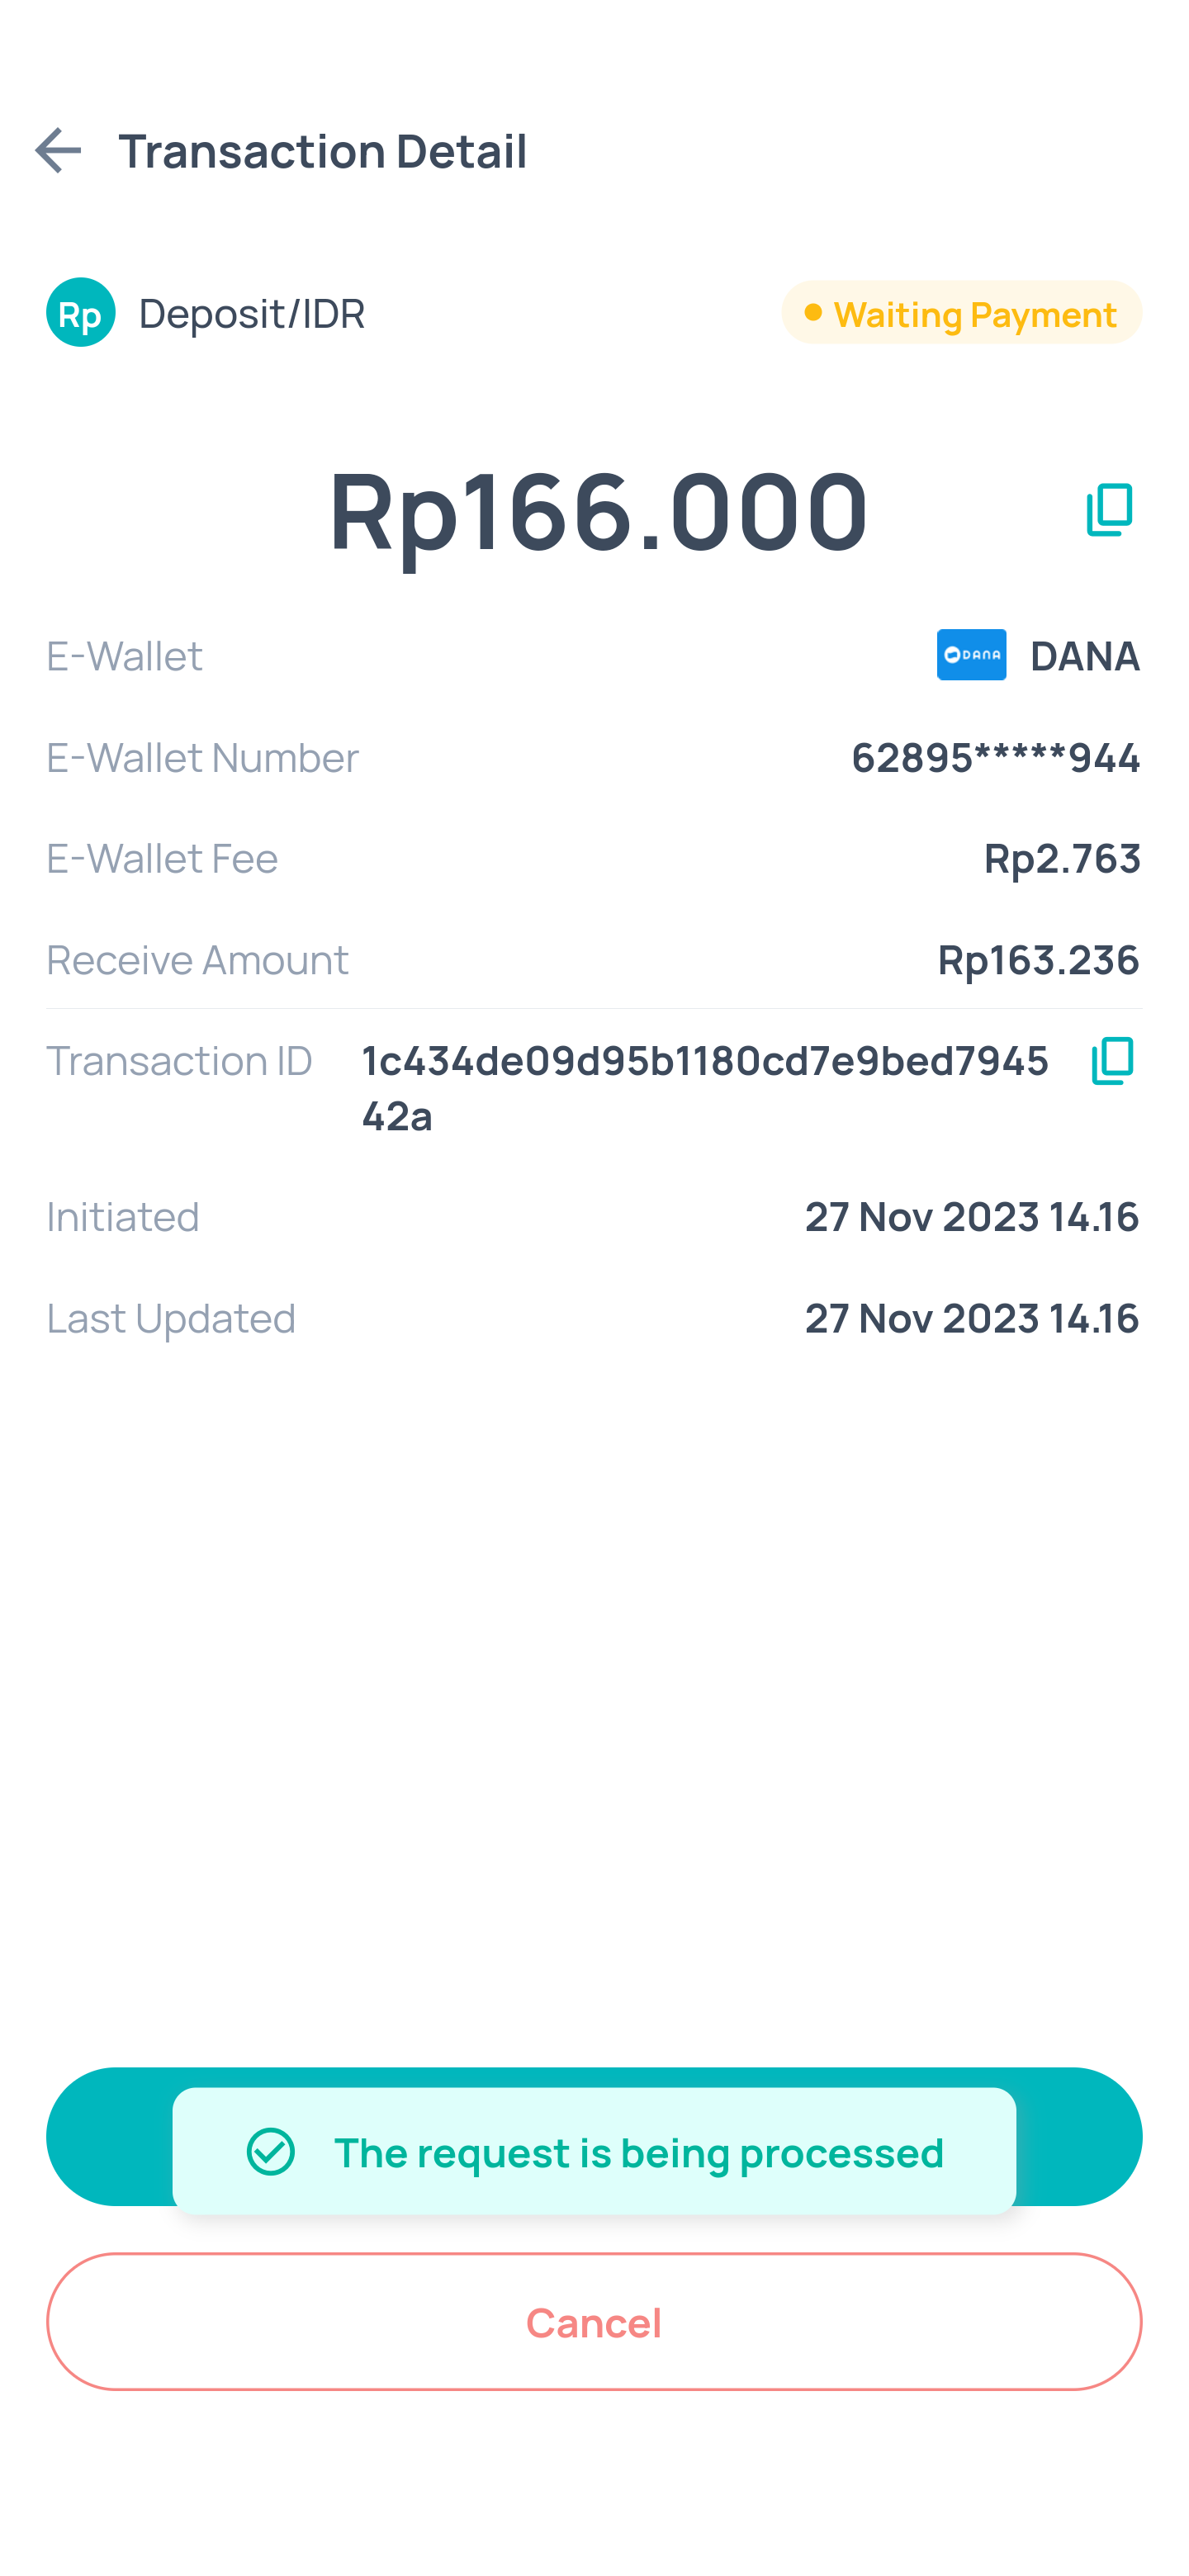 Transaction Detail
Rp Deposit/IDR Waiting Payment
Rp166.000
E-Wallet DANA DANA
E-Wallet Number 62895*****944
E-Wallet Fee Rp2.763
Receive Amount Rp163.236
Transaction ID 1c434de09d95b1180cd7e9bed7945
42a
Initiated 27 Nov 2023 14.16
Last Updated 27 Nov 2023 14.16
The request is being processed
Cancel